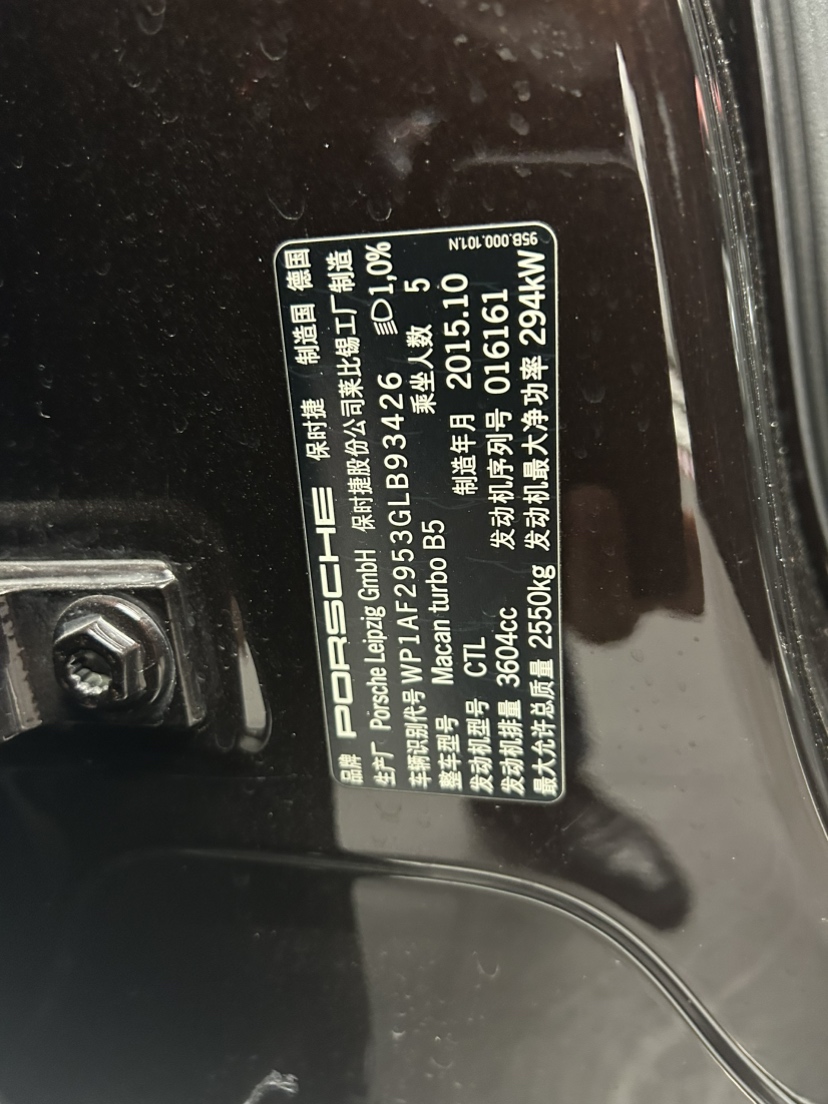 品牌 PORSCHE 保时捷 制造国 德国
生产厂 Porsche Leipzig GmbH 保时捷股份公司莱比锡工厂制造
车辆识别代号 WP1AF2953GLB93426 1,0%
整车型号 Macan turbo B5 乘坐人数 5
发动机型号 CTL 制造年月 2015.10
发动机排量 3604cc 发动机序列号 016161
最大允许总质量 2550kg 发动机最大净功率 294kW
95B.000.101.N